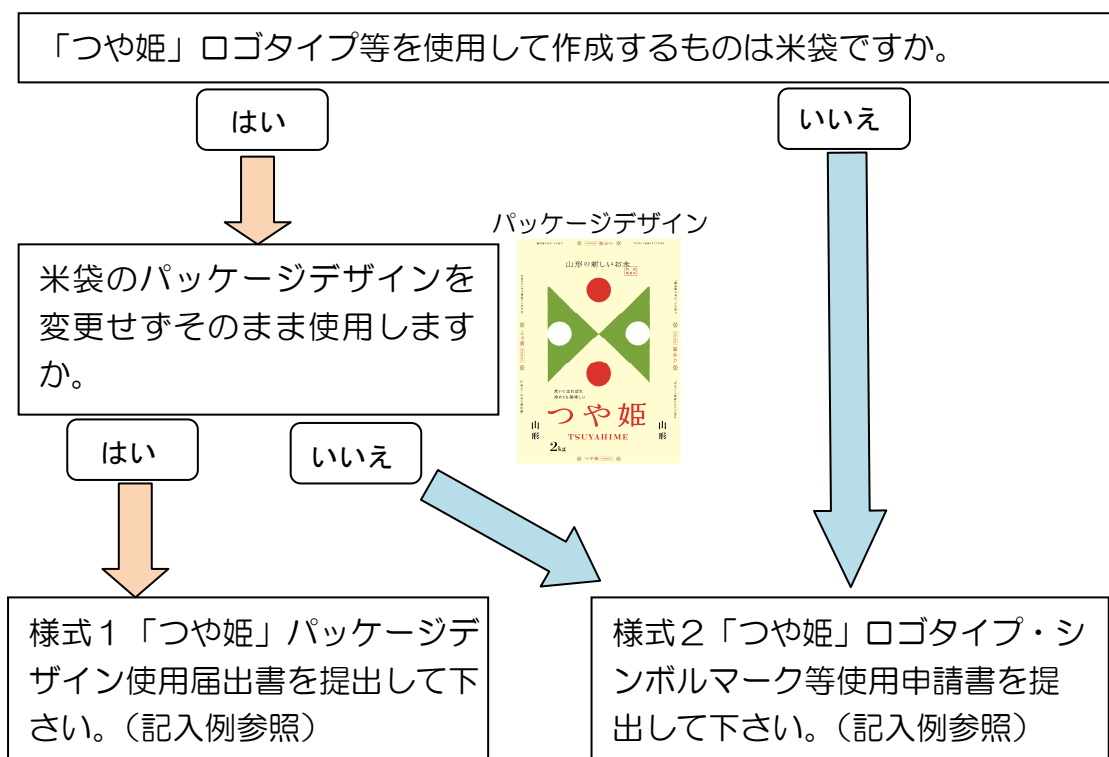 「つや姫」ロゴタイプ等を使用して作成するものは米袋ですか。
はい
いいえ
パッケージデザイン
米袋のパッケージデザインを
変更せずそのまま使用します
か。
山形の新しいお米
つや姫
TSUYAHIME
山形
山形
2kg
はい
いいえ
様式1「つや姫」パッケージデ
ザイン使用届出書を提出して下
さい。（記入例参照）
様式2「つや姫」ロゴタイプ・シ
ンボルマーク等使用申請書を提
出して下さい。（記入例参照）